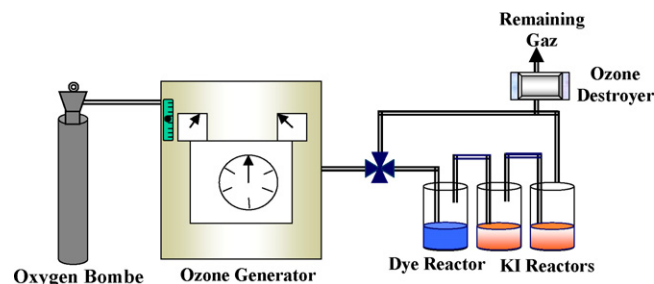 Remaining
Gaz
Ozone
Destroyer
Dye Reactor
KI Reactors
Oxygen Bombe
Ozone Generator